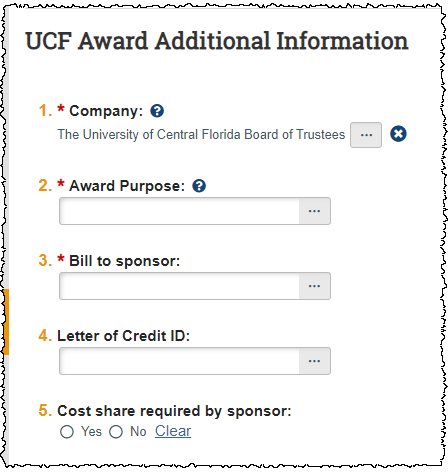 UCF Award Additional Information
1. * Company: ?
The University of Central Florida Board of Trustees ...
2. * Award Purpose: ?
...
3. * Bill to sponsor:
...
4. Letter of Credit ID:
...
5. Cost share required by sponsor:
Yes No Clear